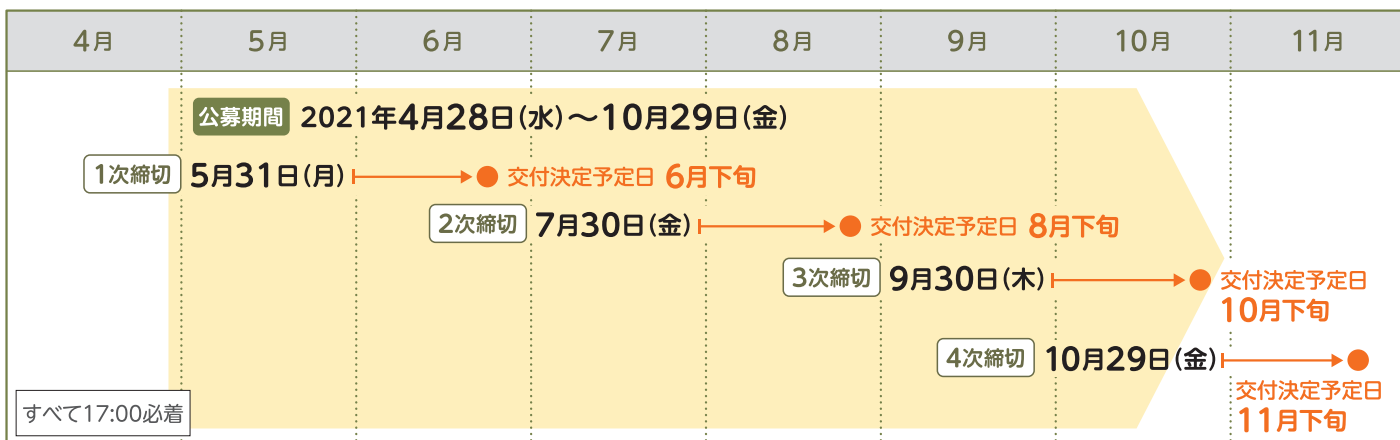 4月 5月 6月 7月 8月 9月 10月 11月
公募期間 2021年4月28日(水)～10月29日(金)
1次締切 5月31日(月) 交付決定予定日 6月下旬
2次締切 7月30日(金) 交付決定予定日 8月下旬
3次締切 9月30日(木) 交付決定予定日
10月下旬
4次締切 10月29日(金)
交付決定予定日
11月下旬
すべて17:00必着